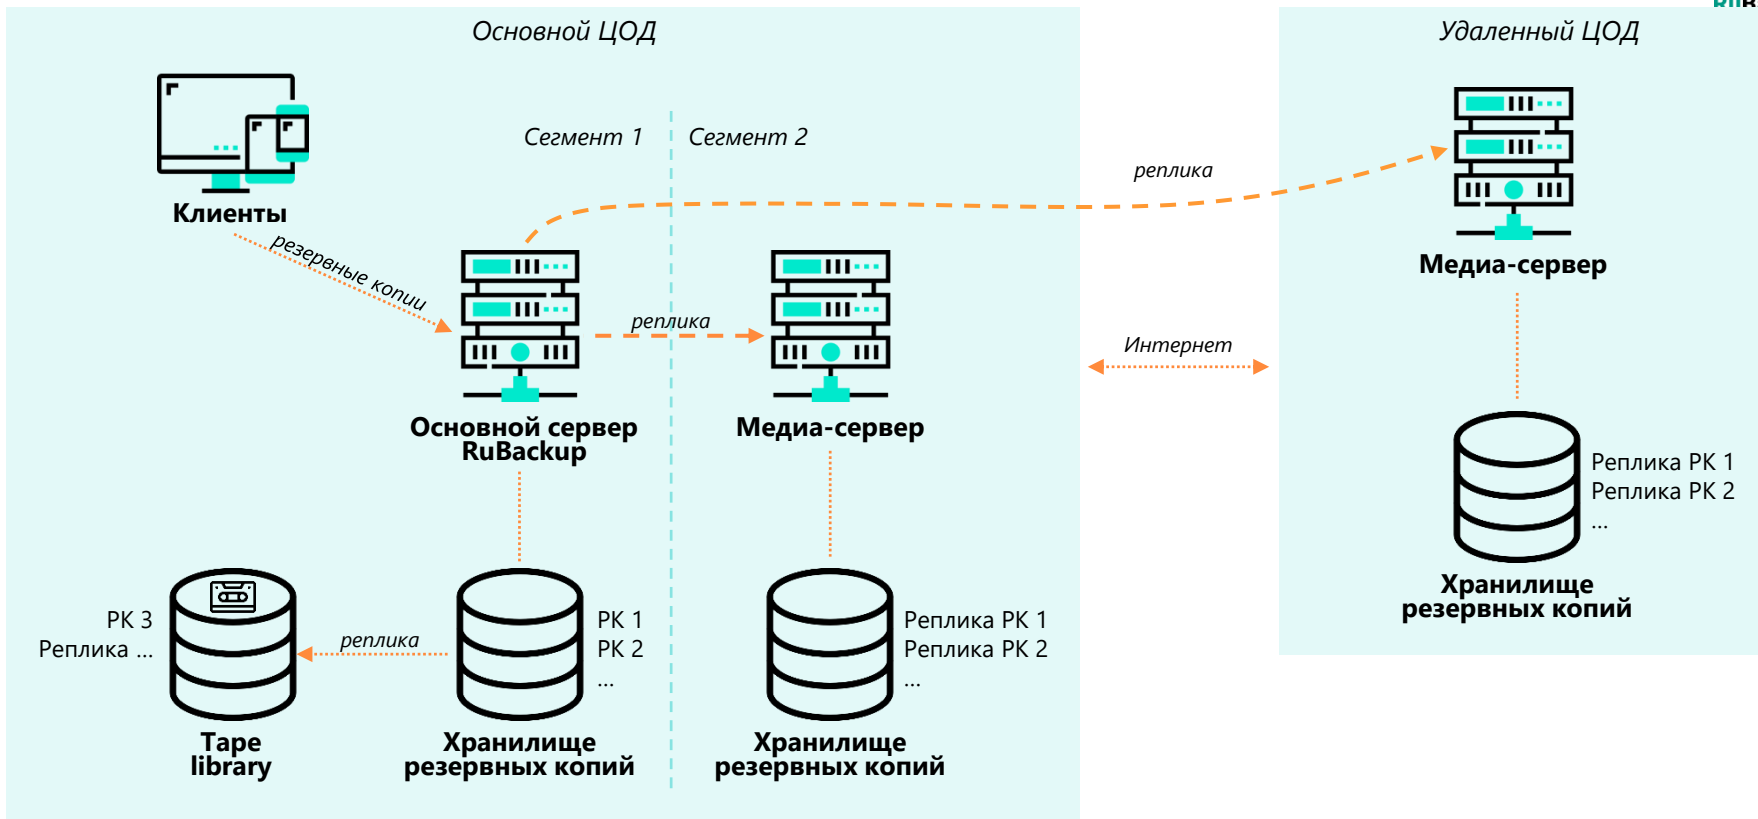 Основной ЦОД
Удаленный ЦОД
Сегмент 1
Сегмент 2
Клиенты
резервные копии
реплика
реплика
Медиа-сервер
Интернет
Основной сервер
RuBackup
Медиа-сервер
Реплика РК 1
Реплика РК 2
...
Хранилище
резервных копий
РК 3
Реплика ...
реплика
РК 1
РК 2
...
Реплика РК 1
Реплика РК 2
...
Tape
library
Хранилище
резервных копий
Хранилище
резервных копий